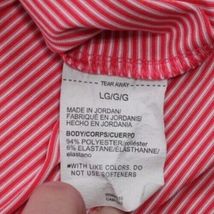 TEAR AWAY
LG/G/G
MADE IN JORDAN/
FABRIQUÉ EN JORDANIE/
HECHO EN JORDANIA
BODY/CORPS/CUERPO
94% POLYESTER/poliéster
6% ELASTANE/ÉLASTHANNE/
elastano
*WITH LIKE COLORS. DO
NOT USE SOFTENERS